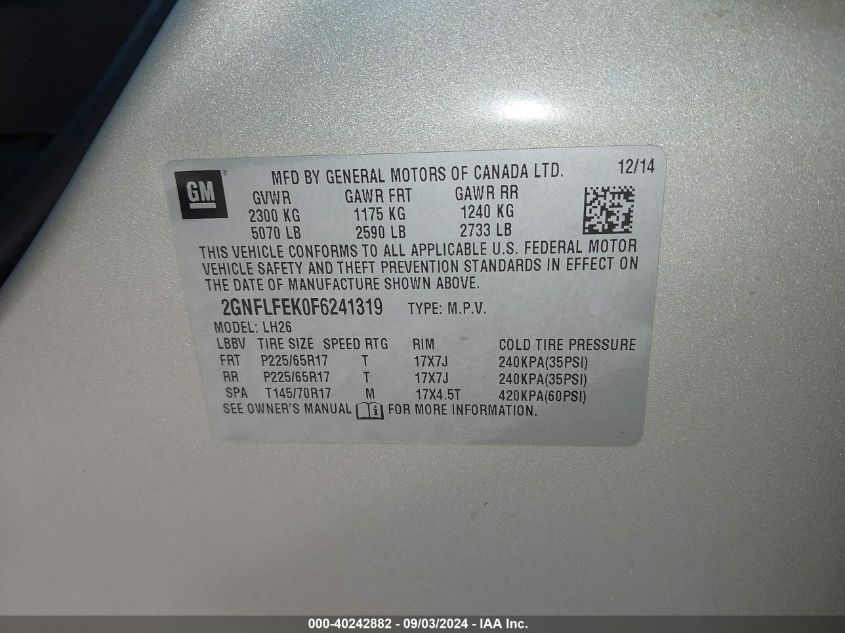 GM ®
MFD BY GENERAL MOTORS OF CANADA LTD. 12/14
GVWR GAWR FRT GAWR RR
2300 KG 1175 KG 1240 KG
5070 LB 2590 LB 2733 LB
THIS VEHICLE CONFORMS TO ALL APPLICABLE U.S. FEDERAL MOTOR
VEHICLE SAFETY AND THEFT PREVENTION STANDARDS IN EFFECT ON
THE DATE OF MANUFACTURE SHOWN ABOVE.
2GNFLFEK0F6241319 TYPE: M.P.V.
MODEL: LH26
LBBV TIRE SIZE SPEED RTG RIM COLD TIRE PRESSURE
FRT P225/65R17 T 17X7J 240KPA(35PSI)
RR P225/65R17 T 17X7J 240KPA(35PSI)
SPA T145/70R17 M 17X4.5T 420KPA(60PSI)
SEE OWNER'S MANUAL FOR MORE INFORMATION.
000-40242882 - 09/03/2024 - IAA Inc.